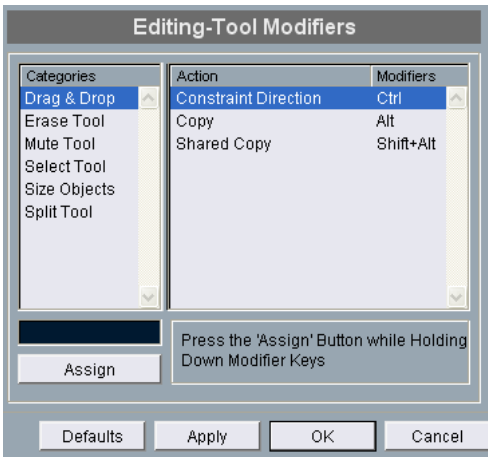 Editing-Tool Modifiers
Categories
Drag & Drop
Erase Tool
Mute Tool
Select Tool
Size Objects
Split Tool
Action Modifiers
Constraint Direction Ctrl
Copy Alt
Shared Copy Shift+Alt
Assign
Press the 'Assign' Button while Holding
Down Modifier Keys
Defaults Apply OK Cancel